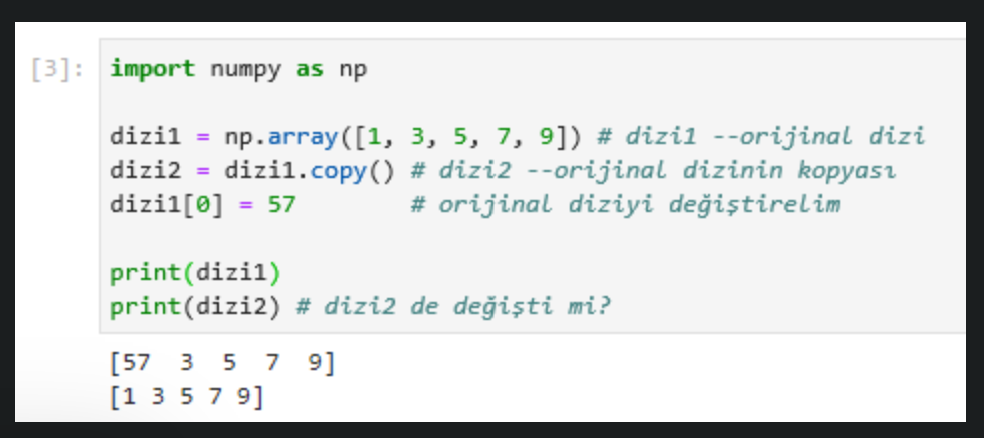 [3]: import numpy as np
dizi1 = np.array([1, 3, 5, 7, 9]) # dizi1 --orijinal dizi
dizi2 = dizi1.copy() # dizi2 --orijinal dizinin kopyası
dizi1[0] = 57        # orijinal diziyi değiştirelim
print(dizi1)
print(dizi2) # dizi2 de değişti mi?
[57  3  5  7  9]
[1 3 5 7 9]